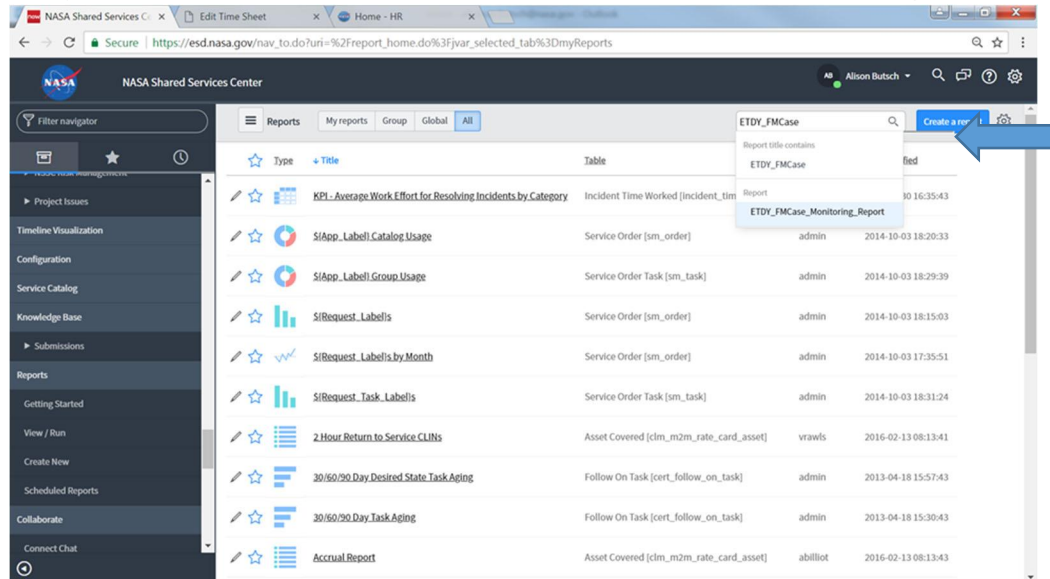 NASA Shared Services C
Edit Time Sheet
Home - HR
Secure
https://esd.nasa.gov/nav_to.do?uri=%2Freport_home.do%3Fjvar_selected_tab%3DmyReports
NASA
NASA Shared Services Center
AB
Alison Butsch
Filter navigator
Reports
My reports
Group
Global
All
ETDY_FMCase
Create a
Report title contains
ETDY_FMCase
Report
ETDY_FMCase_Monitoring_Report
Type
Title
Table
Project Issues
Timeline Visualization
Configuration
Service Catalog
Knowledge Base
Submissions
Reports
Getting Started
View / Run
Create New
Scheduled Reports
Collaborate
Connect Chat
KPI - Average Work Effort for Resolving Incidents by Category
Incident Time Worked [incident_tim
16:35:43
$[App_Label] Catalog Usage
Service Order [sm_order]
admin
2014-10-03 18:20:33
$[App_Label] Group Usage
Service Order Task [sm_task]
admin
2014-10-03 18:29:39
$[Request_Label]s
Service Order [sm_order]
admin
2014-10-03 18:15:03
$[Request_Label]s by Month
Service Order [sm_order]
admin
2014-10-03 17:35:51
$[Request_Task_Label]s
Service Order Task [sm_task]
admin
2014-10-03 18:31:24
2 Hour Return to Service CLINs
Asset Covered [clm_m2m_rate_card_asset]
vrawls
2016-02-13 08:13:41
30/60/90 Day Desired State Task Aging
Follow On Task [cert_follow_on_task]
admin
2013-04-18 15:57:43
30/60/90 Day Task Aging
Follow On Task [cert_follow_on_task]
admin
2013-04-18 15:30:43
Accrual Report
Asset Covered [clm_m2m_rate_card_asset]
abilliot
2016-02-13 08:13:43